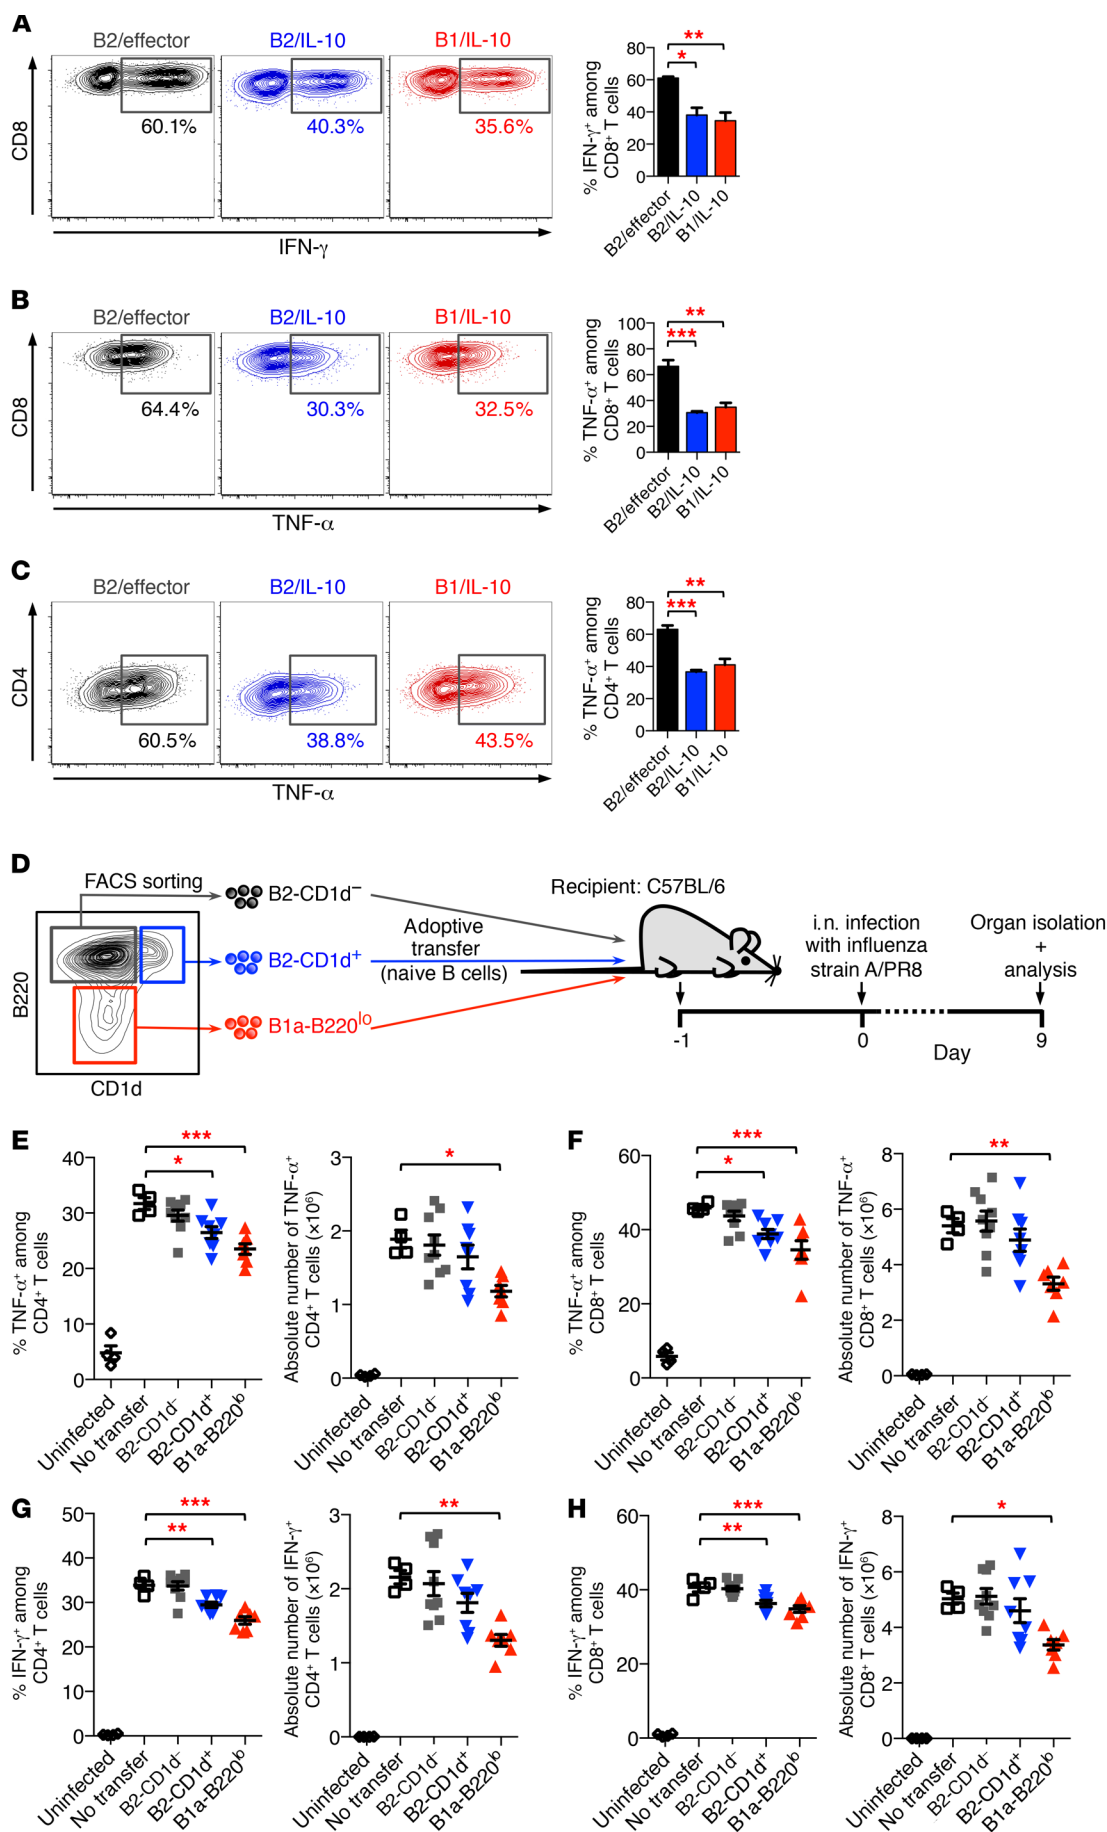 A
B2/effector B2/IL-10 B1/IL-10
CD8
60.1% 40.3% 35.6%
IFN-γ
% IFN-γ⁺ among
CD8⁺ T cells
80
60
40
20
0
** 
*
B2/effector
B2/IL-10
B1/IL-10
B
B2/effector B2/IL-10 B1/IL-10
CD8
64.4% 30.3% 32.5%
TNF-α
% TNF-α⁺ among
CD8⁺ T cells
100
80
60
40
20
0
**
***
B2/effector
B2/IL-10
B1/IL-10
C
B2/effector B2/IL-10 B1/IL-10
CD4
60.5% 38.8% 43.5%
TNF-α
% TNF-α⁺ among
CD4⁺ T cells
80
60
40
20
0
**
***
B2/effector
B2/IL-10
B1/IL-10
D
FACS sorting
B220
CD1d
B2-CD1d⁻
B2-CD1d⁺
B1a-B220ˡᵒ
Adoptive
transfer
(naive B cells)
Recipient: C57BL/6
i.n. infection
with influenza
strain A/PR8
Organ isolation
+
analysis
-1 0 9
Day
E
% TNF-α⁺ among
CD4⁺ T cells
40
30
20
10
0
***
*
Uninfected
No transfer
B2-CD1d⁻
B2-CD1d⁺
B1a-B220ˡᵒ
Absolute number of TNF-α⁺
CD4⁺ T cells (×10⁶)
3
2
1
0
*
Uninfected
No transfer
B2-CD1d⁻
B2-CD1d⁺
B1a-B220ˡᵒ
F
% TNF-α⁺ among
CD8⁺ T cells
60
40
20
0
***
*
Uninfected
No transfer
B2-CD1d⁻
B2-CD1d⁺
B1a-B220ˡᵒ
Absolute number of TNF-α⁺
CD8⁺ T cells (×10⁶)
8
6
4
2
0
**
Uninfected
No transfer
B2-CD1d⁻
B2-CD1d⁺
B1a-B220ˡᵒ
G
% IFN-γ⁺ among
CD4⁺ T cells
50
40
30
20
10
0
***
**
Uninfected
No transfer
B2-CD1d⁻
B2-CD1d⁺
B1a-B220ˡᵒ
Absolute number of IFN-γ⁺
CD4⁺ T cells (×10⁶)
3
2
1
0
**
Uninfected
No transfer
B2-CD1d⁻
B2-CD1d⁺
B1a-B220ˡᵒ
H
% IFN-γ⁺ among
CD8⁺ T cells
60
40
20
0
***
**
Uninfected
No transfer
B2-CD1d⁻
B2-CD1d⁺
B1a-B220ˡᵒ
Absolute number of IFN-γ⁺
CD8⁺ T cells (×10⁶)
8
6
4
2
0
*
Uninfected
No transfer
B2-CD1d⁻
B2-CD1d⁺
B1a-B220ˡᵒ